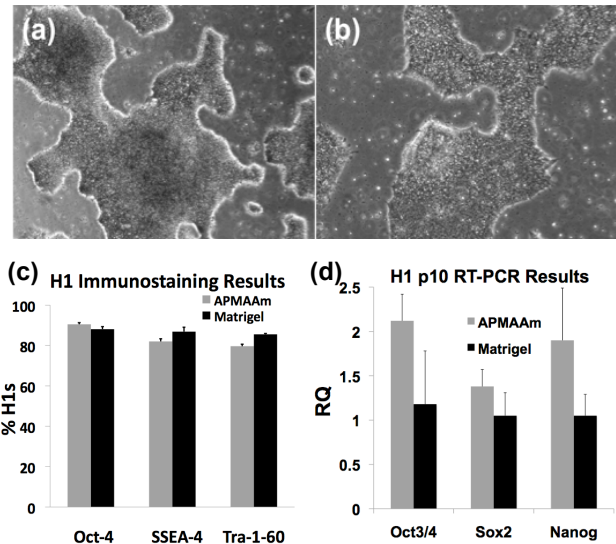 (a)
(b)
(c)
H1 Immunostaining Results
APMAAm
Matrigel
100
80
60
40
20
0
% H1s
Oct-4 SSEA-4 Tra-1-60
(d)
H1 p10 RT-PCR Results
2.5
APMAAm
2
Matrigel
1.5
1
0.5
0
RQ
Oct3/4 Sox2 Nanog